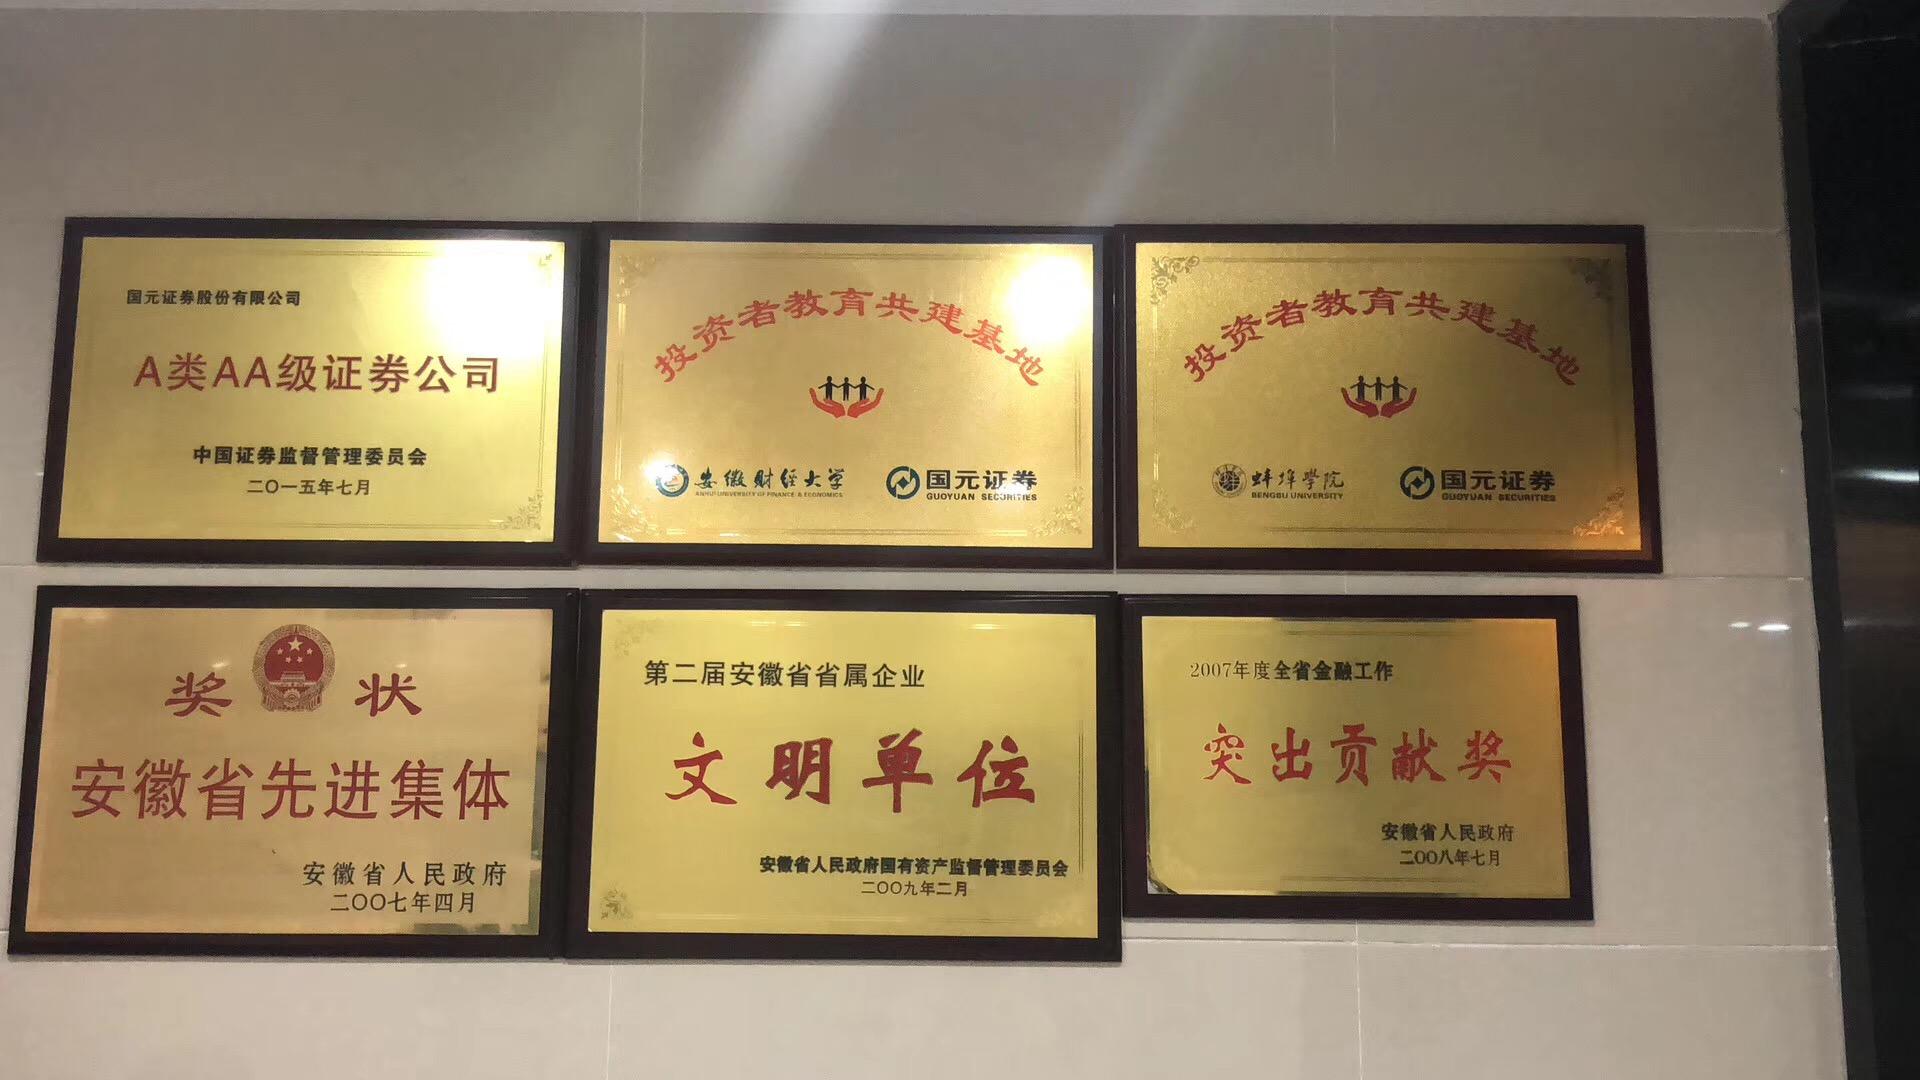 国元证券股份有限公司
A类AA级证券公司
中国证券监督管理委员会
二〇一五年七月
投资者教育共建基地
安徽财经大学
ANHUI UNIVERSITY OF FINANCE & ECONOMICS
国元证券
GUOYUAN SECURITIES
投资者教育共建基地
蚌埠學院
BENGBU UNIVERSITY
国元证券
GUOYUAN SECURITIES
奖状
安徽省先进集体
安徽省人民政府
二〇〇七年四月
第二届安徽省省属企业
文明单位
安徽省人民政府国有资产监督管理委员会
二〇〇九年二月
2007年度全省金融工作
突出贡献奖
安徽省人民政府
二〇〇八年七月